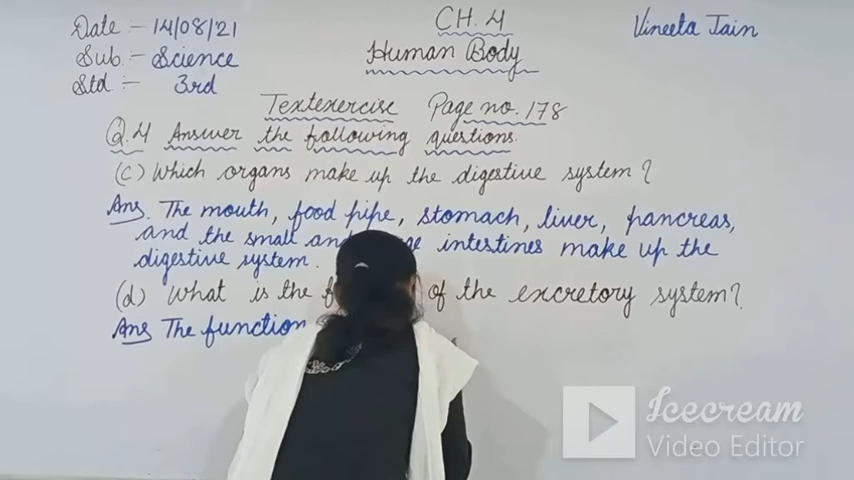 Date :- 14/08/21
CH. 4
Vineeta Jain
Sub :- Science
Human Body
Std :- 3rd
Textexercise Page no. 178
Q.4 Answer the following questions.
(c) Which organs make up the digestive system?
Ans. The mouth, food pipe, stomach, liver, pancreas,
and the small and intestines make up the
digestive system.
(d) What is the of the excretory system?
Ans The function
Icecream
Video Editor